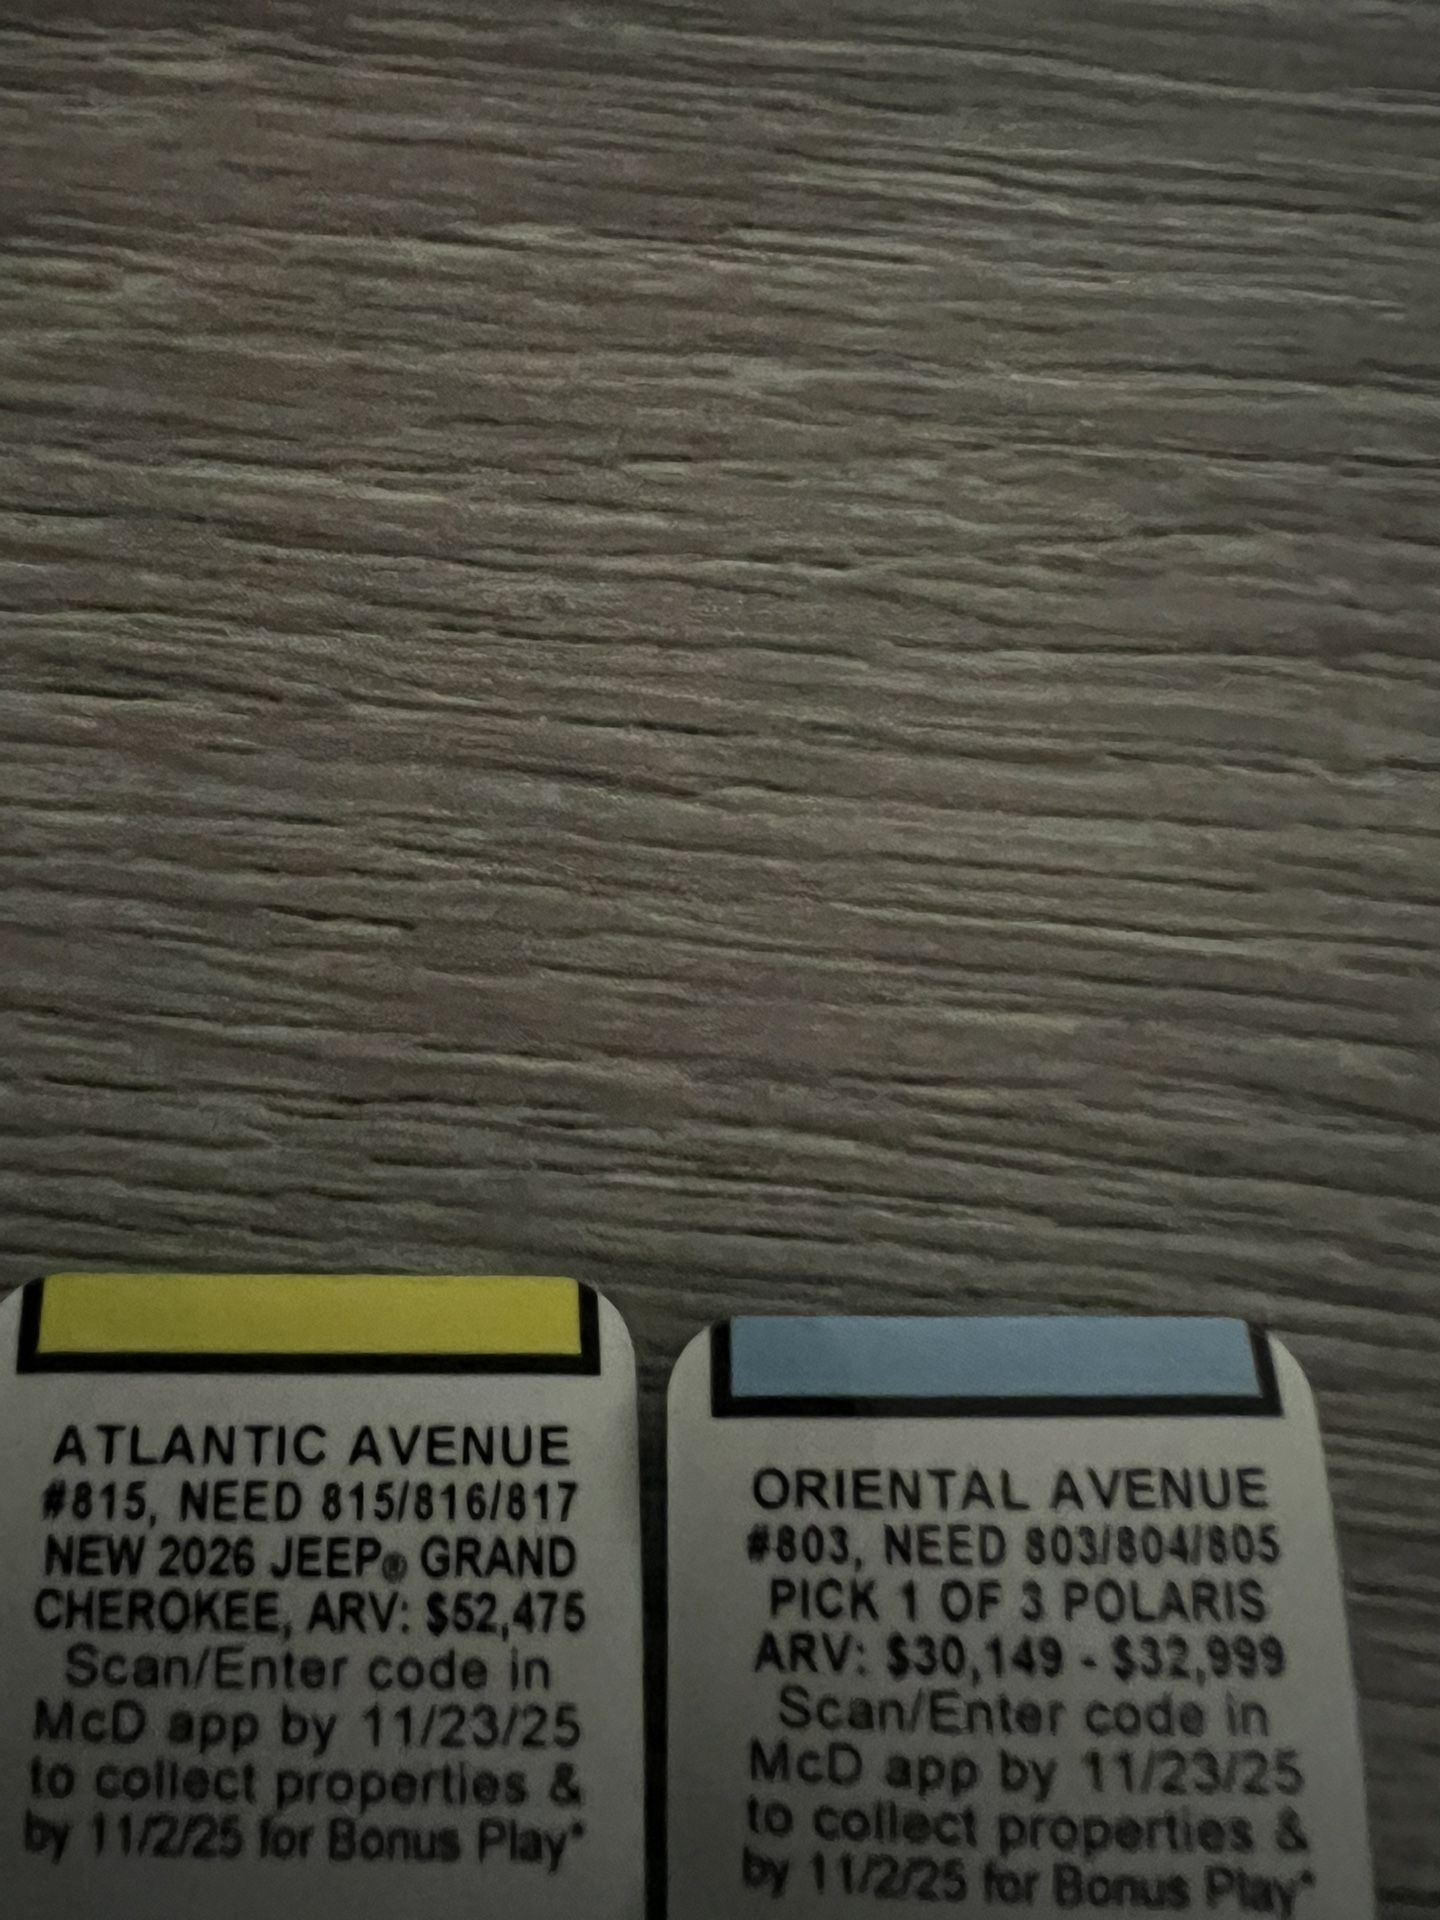 ATLANTIC AVENUE
#815, NEED 815/816/817
NEW 2026 JEEP® GRAND
CHEROKEE, ARV: $52,475
Scan/Enter code in
McD app by 11/23/25
to collect properties &
by 11/2/25 for Bonus Play*
ORIENTAL AVENUE
#803, NEED 803/804/805
PICK 1 OF 3 POLARIS
ARV: $30,149 - $32,999
Scan/Enter code in
McD app by 11/23/25
to collect properties &
by 11/2/25 for Bonus Play*